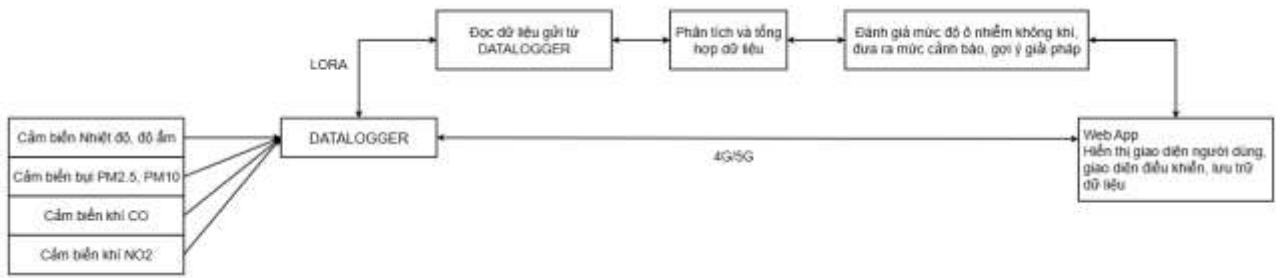 Đọc dữ liệu gửi từ
DATALOGGER
Phân tích và tổng
hợp dữ liệu
Đánh giá mức độ ô nhiễm không khí,
đưa ra mức cảnh báo, gợi ý giải pháp
LORA
Cảm biến Nhiệt độ, độ ẩm
Cảm biến bụi PM2.5, PM10
Cảm biến khí CO
Cảm biến khí NO2
DATALOGGER
4G/5G
Web App
Hiển thị giao diện người dùng,
giao diện điều khiển, lưu trữ
dữ liệu